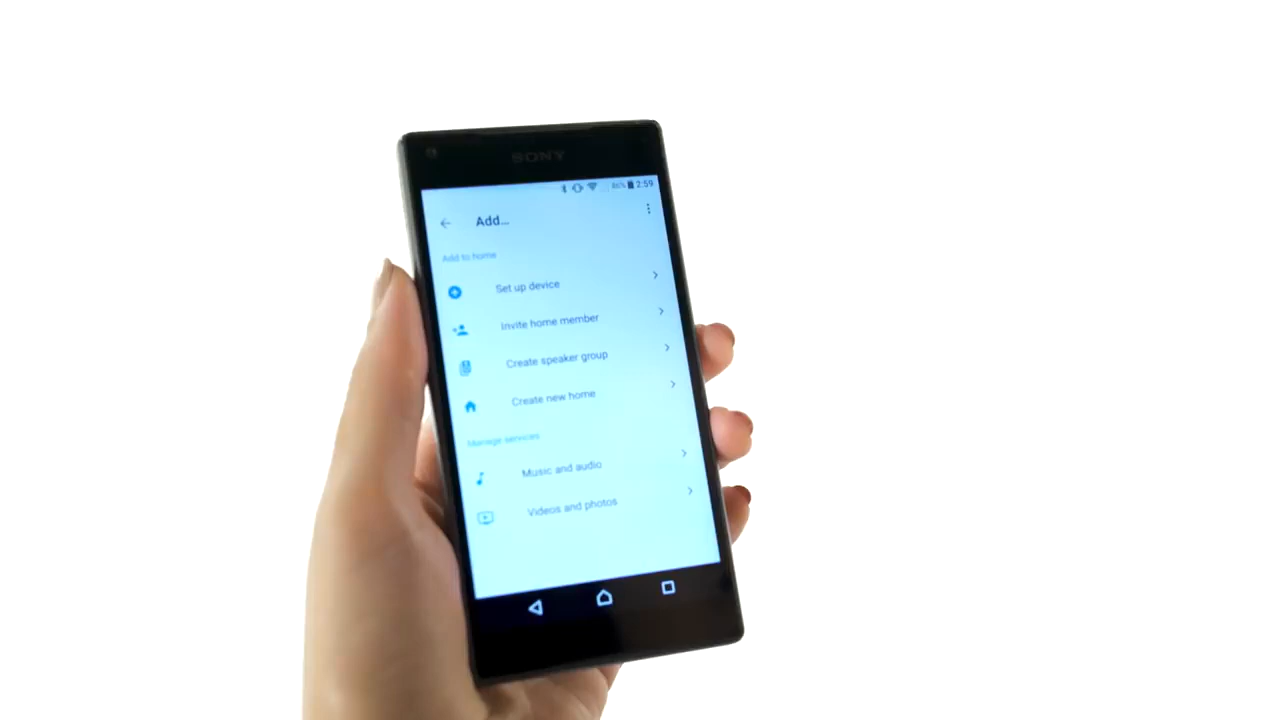 SONY
86% 2:59
Add...
Add to home
Set up device
Invite home member
Create speaker group
Create new home
Manage services
Music and audio
Videos and photos